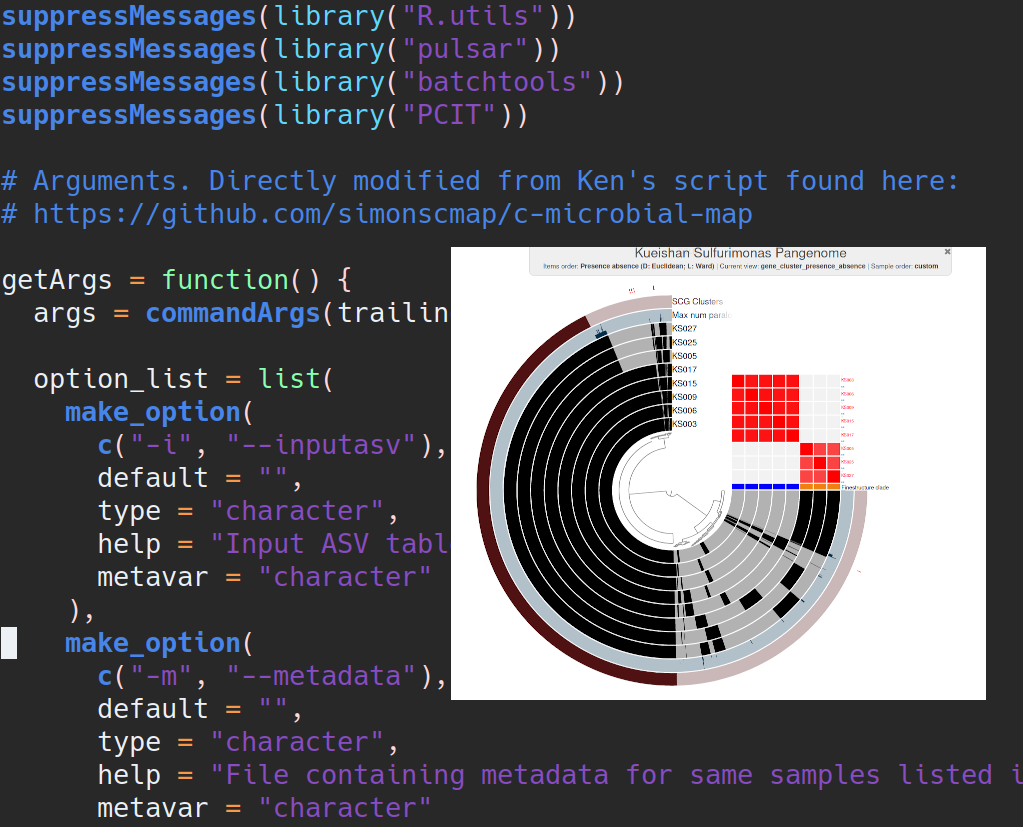 suppressMessages(library("R.utils"))
suppressMessages(library("pulsar"))
suppressMessages(library("batchtools"))
suppressMessages(library("PCIT"))
# Arguments. Directly modified from Ken's script found here:
# https://github.com/simonscmap/c-microbial-map
getArgs = function() {
args = commandArgs(trailin
option_list = list(
make_option(
c("-i", "--inputasv"),
default = "",
type = "character",
help = "Input ASV tabl
metavar = "character"
),
make_option(
c("-m", "--metadata"),
default = "",
type = "character",
help = "File containing metadata for same samples listed i
metavar = "character"
Kueishan Sulfurimonas Pangenome
Items order: Presence absence (D: Euclidean; L: Ward) | Current view: gene_cluster_presence_absence | Sample order: custom
SCG Clusters
Max num paral
KS027
KS025
KS005
KS017
KS015
KS009
KS006
KS003
Finestructure clade